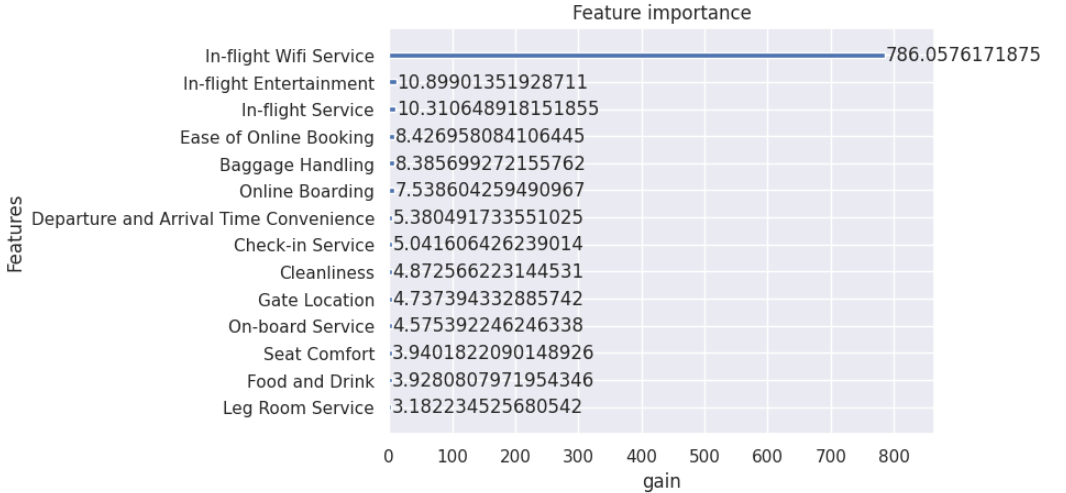 Feature importance
In-flight Wifi Service 786.0576171875
In-flight Entertainment 10.89901351928711
In-flight Service 10.310648918151855
Ease of Online Booking 8.426958084106445
Baggage Handling 8.385699272155762
Online Boarding 7.538604259490967
Departure and Arrival Time Convenience 5.380491733551025
Check-in Service 5.041606426239014
Cleanliness 4.872566223144531
Gate Location 4.737394332885742
On-board Service 4.575392246246338
Seat Comfort 3.9401822090148926
Food and Drink 3.9280807971954346
Leg Room Service 3.182234525680542
Features
0 100 200 300 400 500 600 700 800
gain